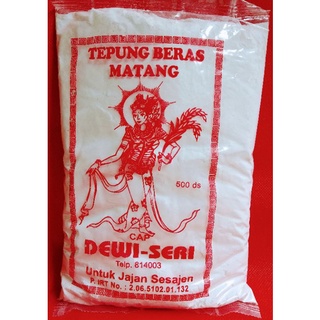 TEPUNG BERAS
MATANG
500 ds
CAP
DEWI-SERI
Telp. 614003
Untuk Jajan Sesajen
P. IRT No. : 2.06.5102.01.132